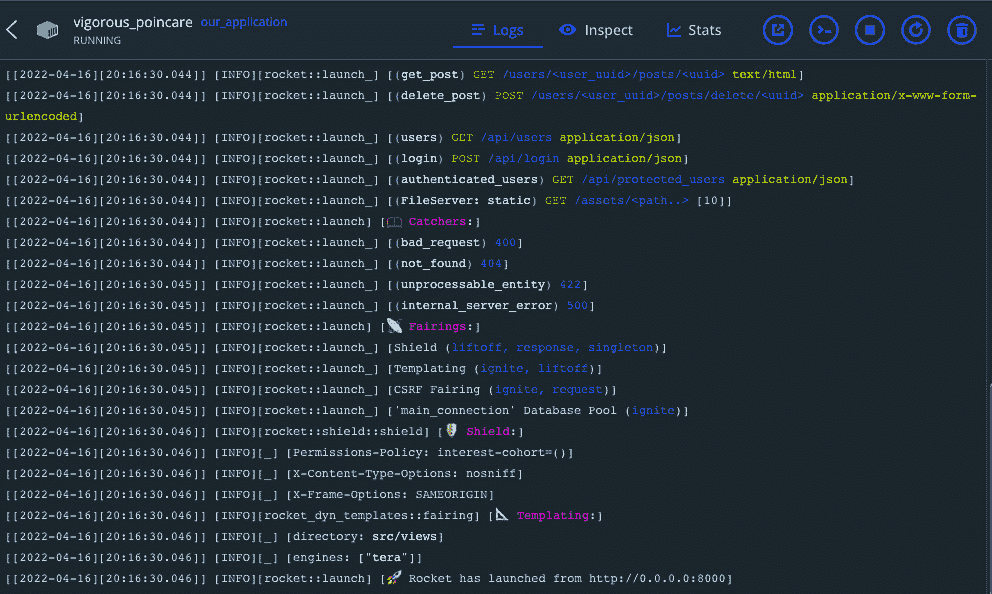 vigorous_poincare our_application
RUNNING
Logs Inspect Stats
[[2022-04-16][20:16:30.044]] [INFO][rocket::launch_] [(get_post) GET /users/<user_uuid>/posts/<uuid> text/html]
[[2022-04-16][20:16:30.044]] [INFO][rocket::launch_] [(delete_post) POST /users/<user_uuid>/posts/delete/<uuid> application/x-www-form-
urlencoded]
[[2022-04-16][20:16:30.044]] [INFO][rocket::launch_] [(users) GET /api/users application/json]
[[2022-04-16][20:16:30.044]] [INFO][rocket::launch_] [(login) POST /api/login application/json]
[[2022-04-16][20:16:30.044]] [INFO][rocket::launch_] [(authenticated_users) GET /api/protected_users application/json]
[[2022-04-16][20:16:30.044]] [INFO][rocket::launch_] [(FileServer: static) GET /assets/<path..> [10]]
[[2022-04-16][20:16:30.044]] [INFO][rocket::launch] [📖 Catchers:]
[[2022-04-16][20:16:30.044]] [INFO][rocket::launch_] [(bad_request) 400]
[[2022-04-16][20:16:30.044]] [INFO][rocket::launch_] [(not_found) 404]
[[2022-04-16][20:16:30.044]] [INFO][rocket::launch_] [(unprocessable_entity) 422]
[[2022-04-16][20:16:30.044]] [INFO][rocket::launch_] [(internal_server_error) 500]
[[2022-04-16][20:16:30.044]] [INFO][rocket::launch] [📡 Fairings:]
[[2022-04-16][20:16:30.045]] [INFO][rocket::launch_] [Shield (liftoff, response, singleton)]
[[2022-04-16][20:16:30.045]] [INFO][rocket::launch_] [Templating (ignite, liftoff)]
[[2022-04-16][20:16:30.045]] [INFO][rocket::launch_] [CSRF Fairing (ignite, request)]
[[2022-04-16][20:16:30.045]] [INFO][rocket::launch_] ['main_connection' Database Pool (ignite)]
[[2022-04-16][20:16:30.046]] [INFO][rocket::shield::shield] [🛡️ Shield:]
[[2022-04-16][20:16:30.046]] [INFO][_] [Permissions-Policy: interest-cohort=()]
[[2022-04-16][20:16:30.046]] [INFO][_] [X-Content-Type-Options: nosniff]
[[2022-04-16][20:16:30.046]] [INFO][_] [X-Frame-Options: SAMEORIGIN]
[[2022-04-16][20:16:30.046]] [INFO][rocket_dyn_templates::fairing] [📐 Templating:]
[[2022-04-16][20:16:30.046]] [INFO][_] [directory: src/views]
[[2022-04-16][20:16:30.046]] [INFO][_] [engines: ["tera"]]
[[2022-04-16][20:16:30.046]] [INFO][rocket::launch] [🚀 Rocket has launched from http://0.0.0.0:8000]